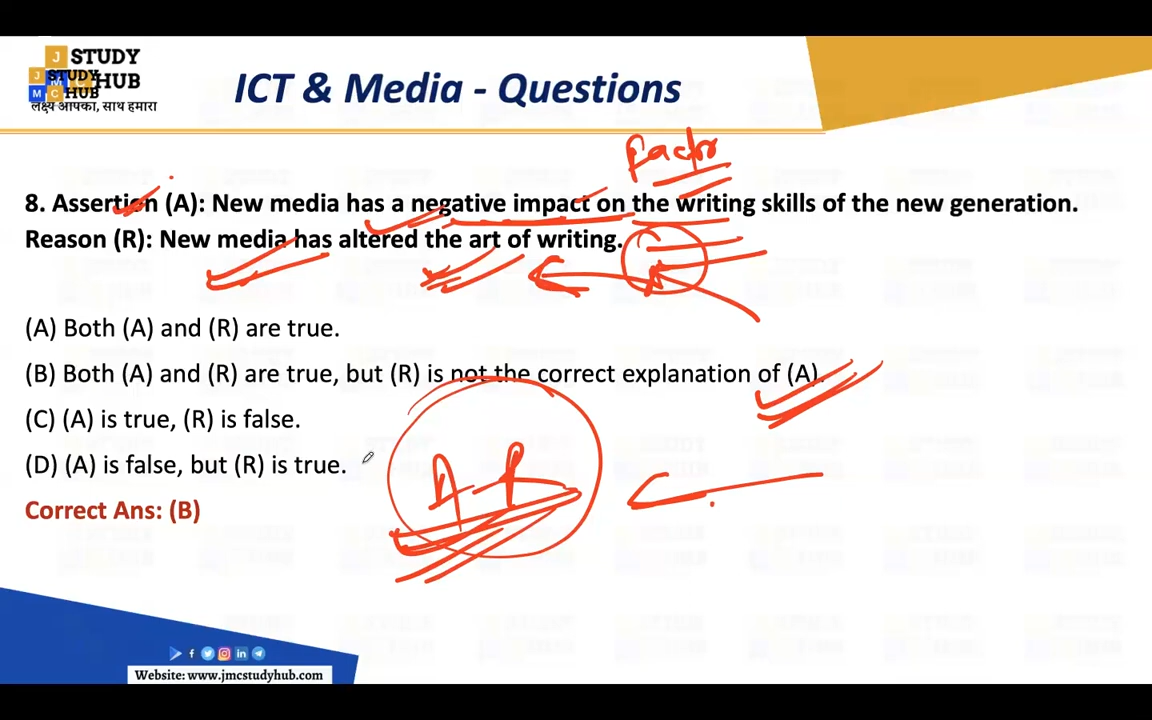 J STUDY
J STUDY
M C HUB
M C HUB
लक्ष्य आपका, साथ हमारा
ICT & Media - Questions
Factor
8. Assertion (A): New media has a negative impact on the writing skills of the new generation.
Reason (R): New media has altered the art of writing.
(A) Both (A) and (R) are true.
(B) Both (A) and (R) are true, but (R) is not the correct explanation of (A).
(C) (A) is true, (R) is false.
(D) (A) is false, but (R) is true.
A - R
Correct Ans: (B)
Website: www.jmcstudyhub.com